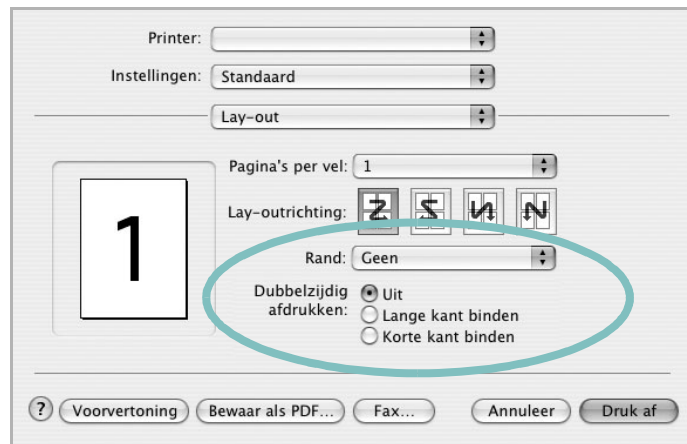 Printer:
Instellingen: Standaard
Lay-out
Pagina's per vel: 1
1
Lay-outrichting:
Rand: Geen
Dubbelzijdig afdrukken: Uit
Lange kant binden
Korte kant binden
? Voorvertoning Bewaar als PDF... Fax... Annuleer Druk af